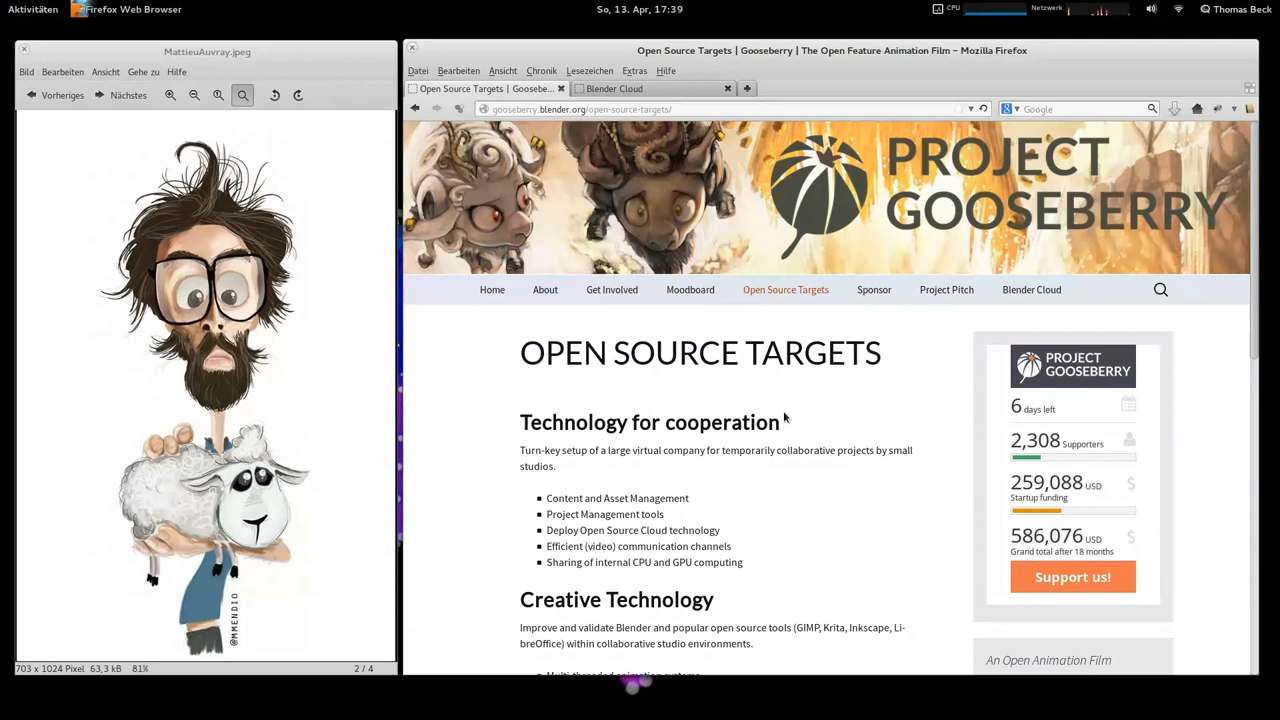 Aktivitäten
Firefox Web Browser
So, 13. Apr, 17:39
CPU
Netzwerk
Thomas Beck
MattieuAuvray.jpeg
Bild Bearbeiten Ansicht Gehe zu Hilfe
Vorheriges Nächstes
@MMENDIO
703 x 1024 Pixel 63,3 kB 81%
2 / 4
Open Source Targets | Gooseberry | The Open Feature Animation Film – Mozilla Firefox
Datei Bearbeiten Ansicht Chronik Lesezeichen Extras Hilfe
Open Source Targets | Goosebe...
Blender Cloud
gooseberry.blender.org/open-source-targets/
Google
PROJECT
GOOSEBERRY
Home About Get Involved Moodboard Open Source Targets Sponsor Project Pitch Blender Cloud
OPEN SOURCE TARGETS
Technology for cooperation
Turn-key setup of a large virtual company for temporarily collaborative projects by small
studios.
Content and Asset Management
Project Management tools
Deploy Open Source Cloud technology
Efficient (video) communication channels
Sharing of internal CPU and GPU computing
Creative Technology
Improve and validate Blender and popular open source tools (GIMP, Krita, Inkscape, Li-
breOffice) within collaborative studio environments.
Multi-threaded animation systems
PROJECT
GOOSEBERRY
6 days left
2,308 Supporters
259,088 USD
Startup funding
586,076 USD
Grand total after 18 months
Support us!
An Open Animation Film